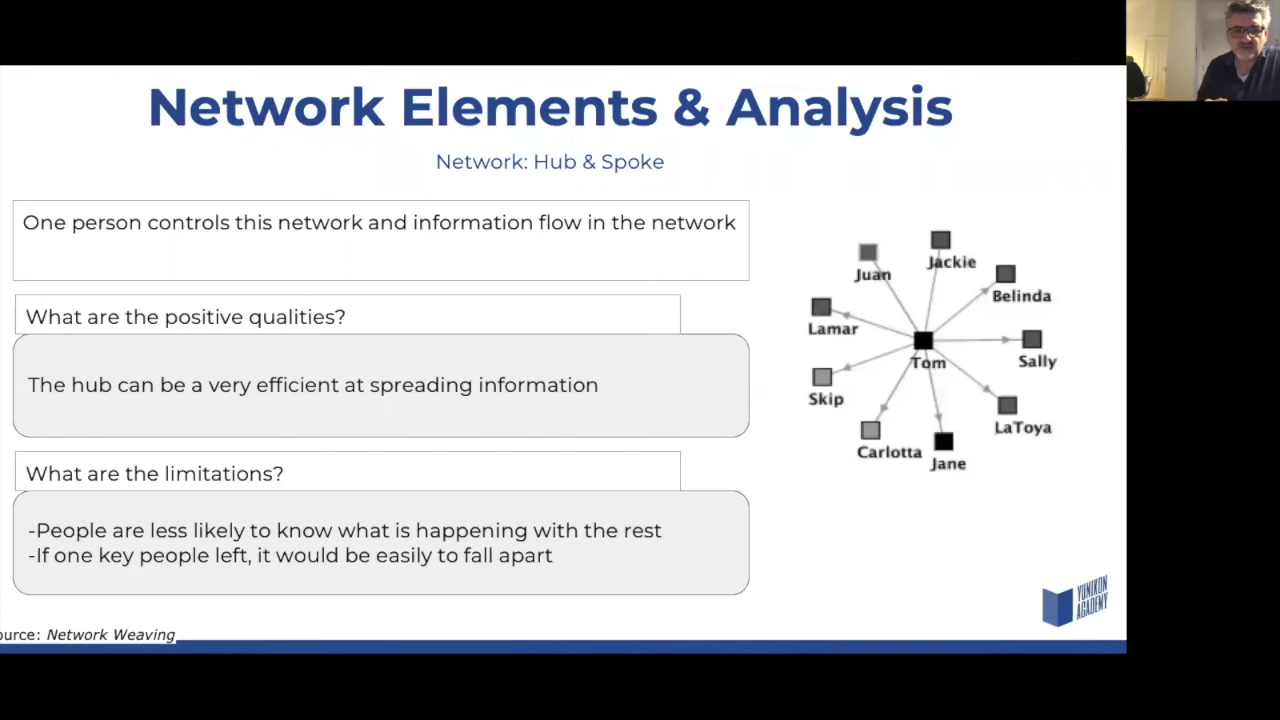 Network Elements & Analysis
Network: Hub & Spoke
One person controls this network and information flow in the network
What are the positive qualities?
The hub can be a very efficient at spreading information
What are the limitations?
-People are less likely to know what is happening with the rest
-If one key people left, it would be easily to fall apart
Juan
Jackie
Belinda
Lamar
Tom
Sally
Skip
LaToya
Carlotta
Jane
YUNIKON
ACADEMY
ource: Network Weaving